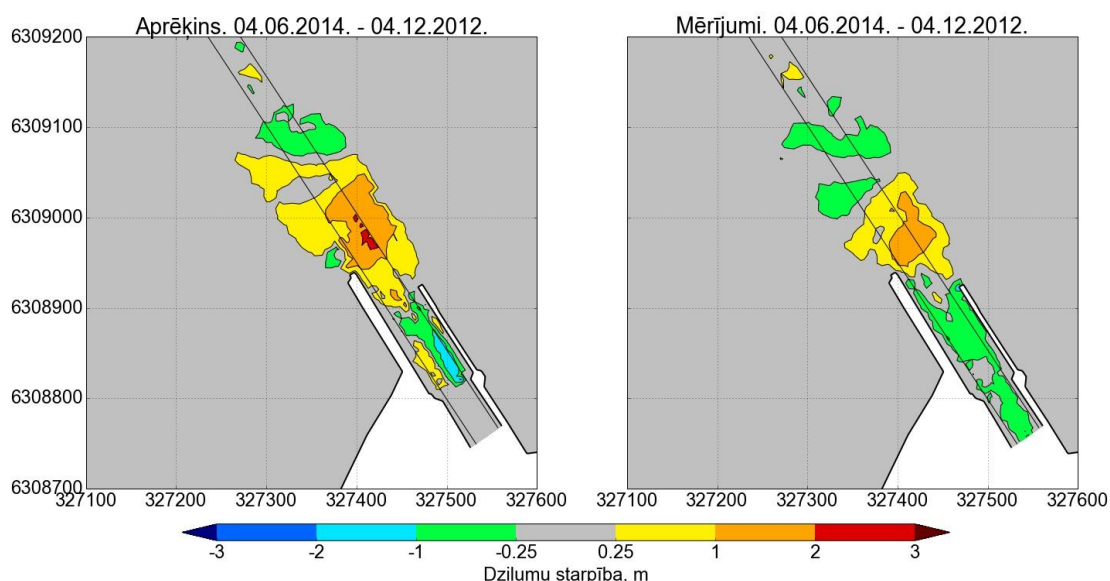 Aprēķins. 04.06.2014. - 04.12.2012.
Mērījumi. 04.06.2014. - 04.12.2012.
6309200
6309100
6309000
6308900
6308800
6308700
327100 327200 327300 327400 327500 327600
327100 327200 327300 327400 327500 327600
-3 -2 -1 -0.25 0.25 1 2 3
Dziļumu starpība, m